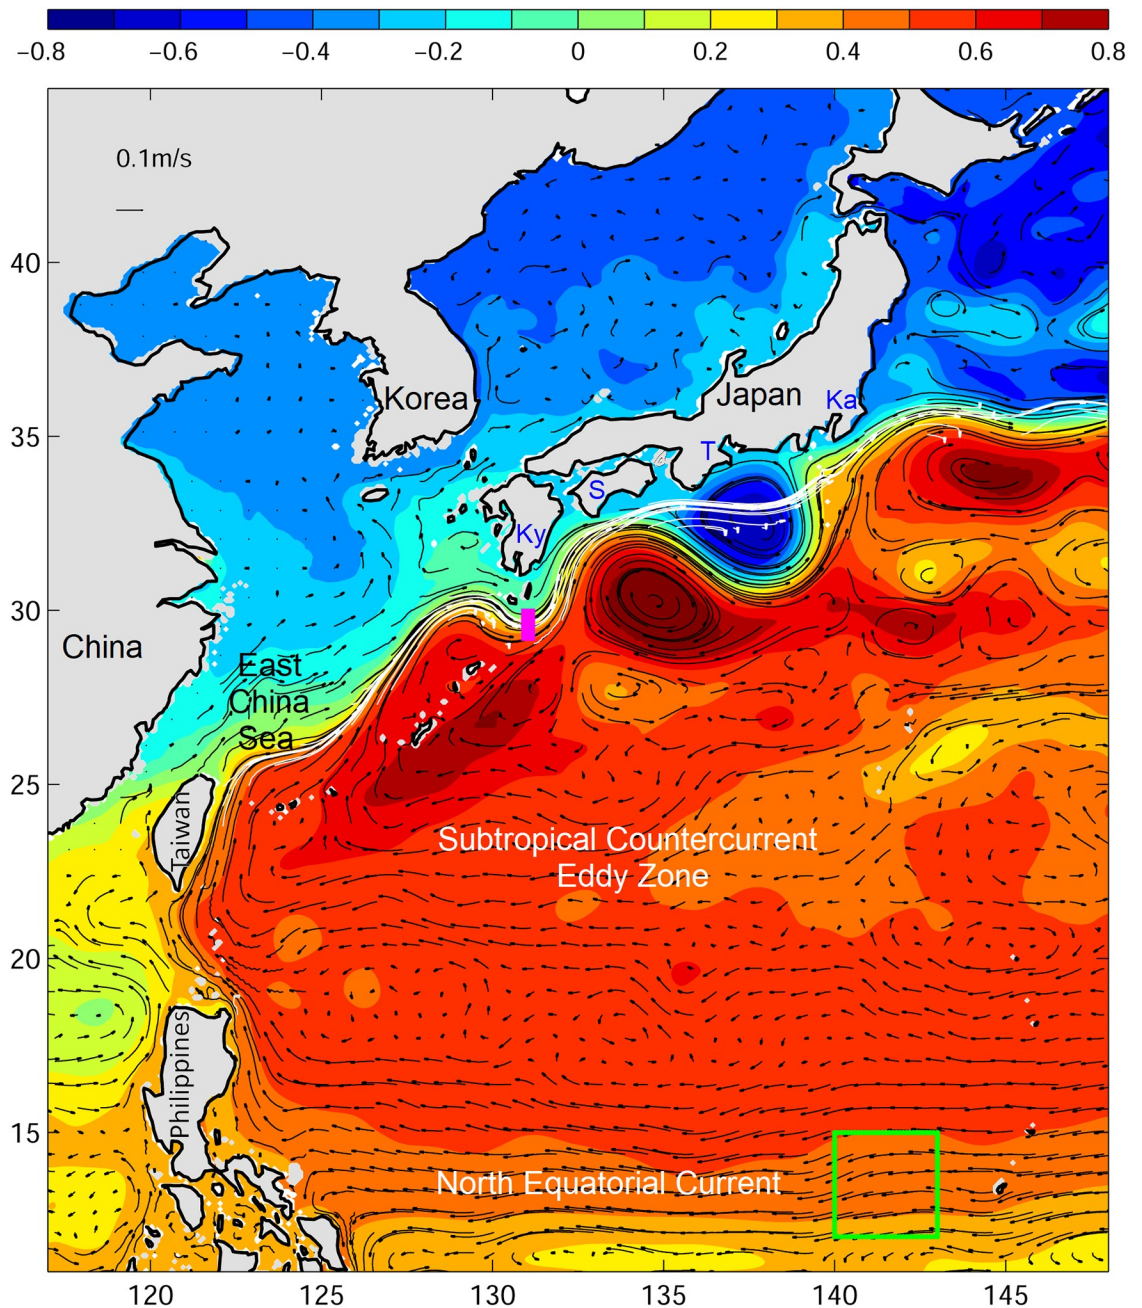 −0.8 −0.6 −0.4 −0.2 0 0.2 0.4 0.6 0.8
0.1m/s
40
Korea
Japan
Ka
35
T
S
Ky
30
China
East
China
Sea
25
Taiwan
Subtropical Countercurrent
Eddy Zone
20
Philippines
15
North Equatorial Current
120 125 130 135 140 145